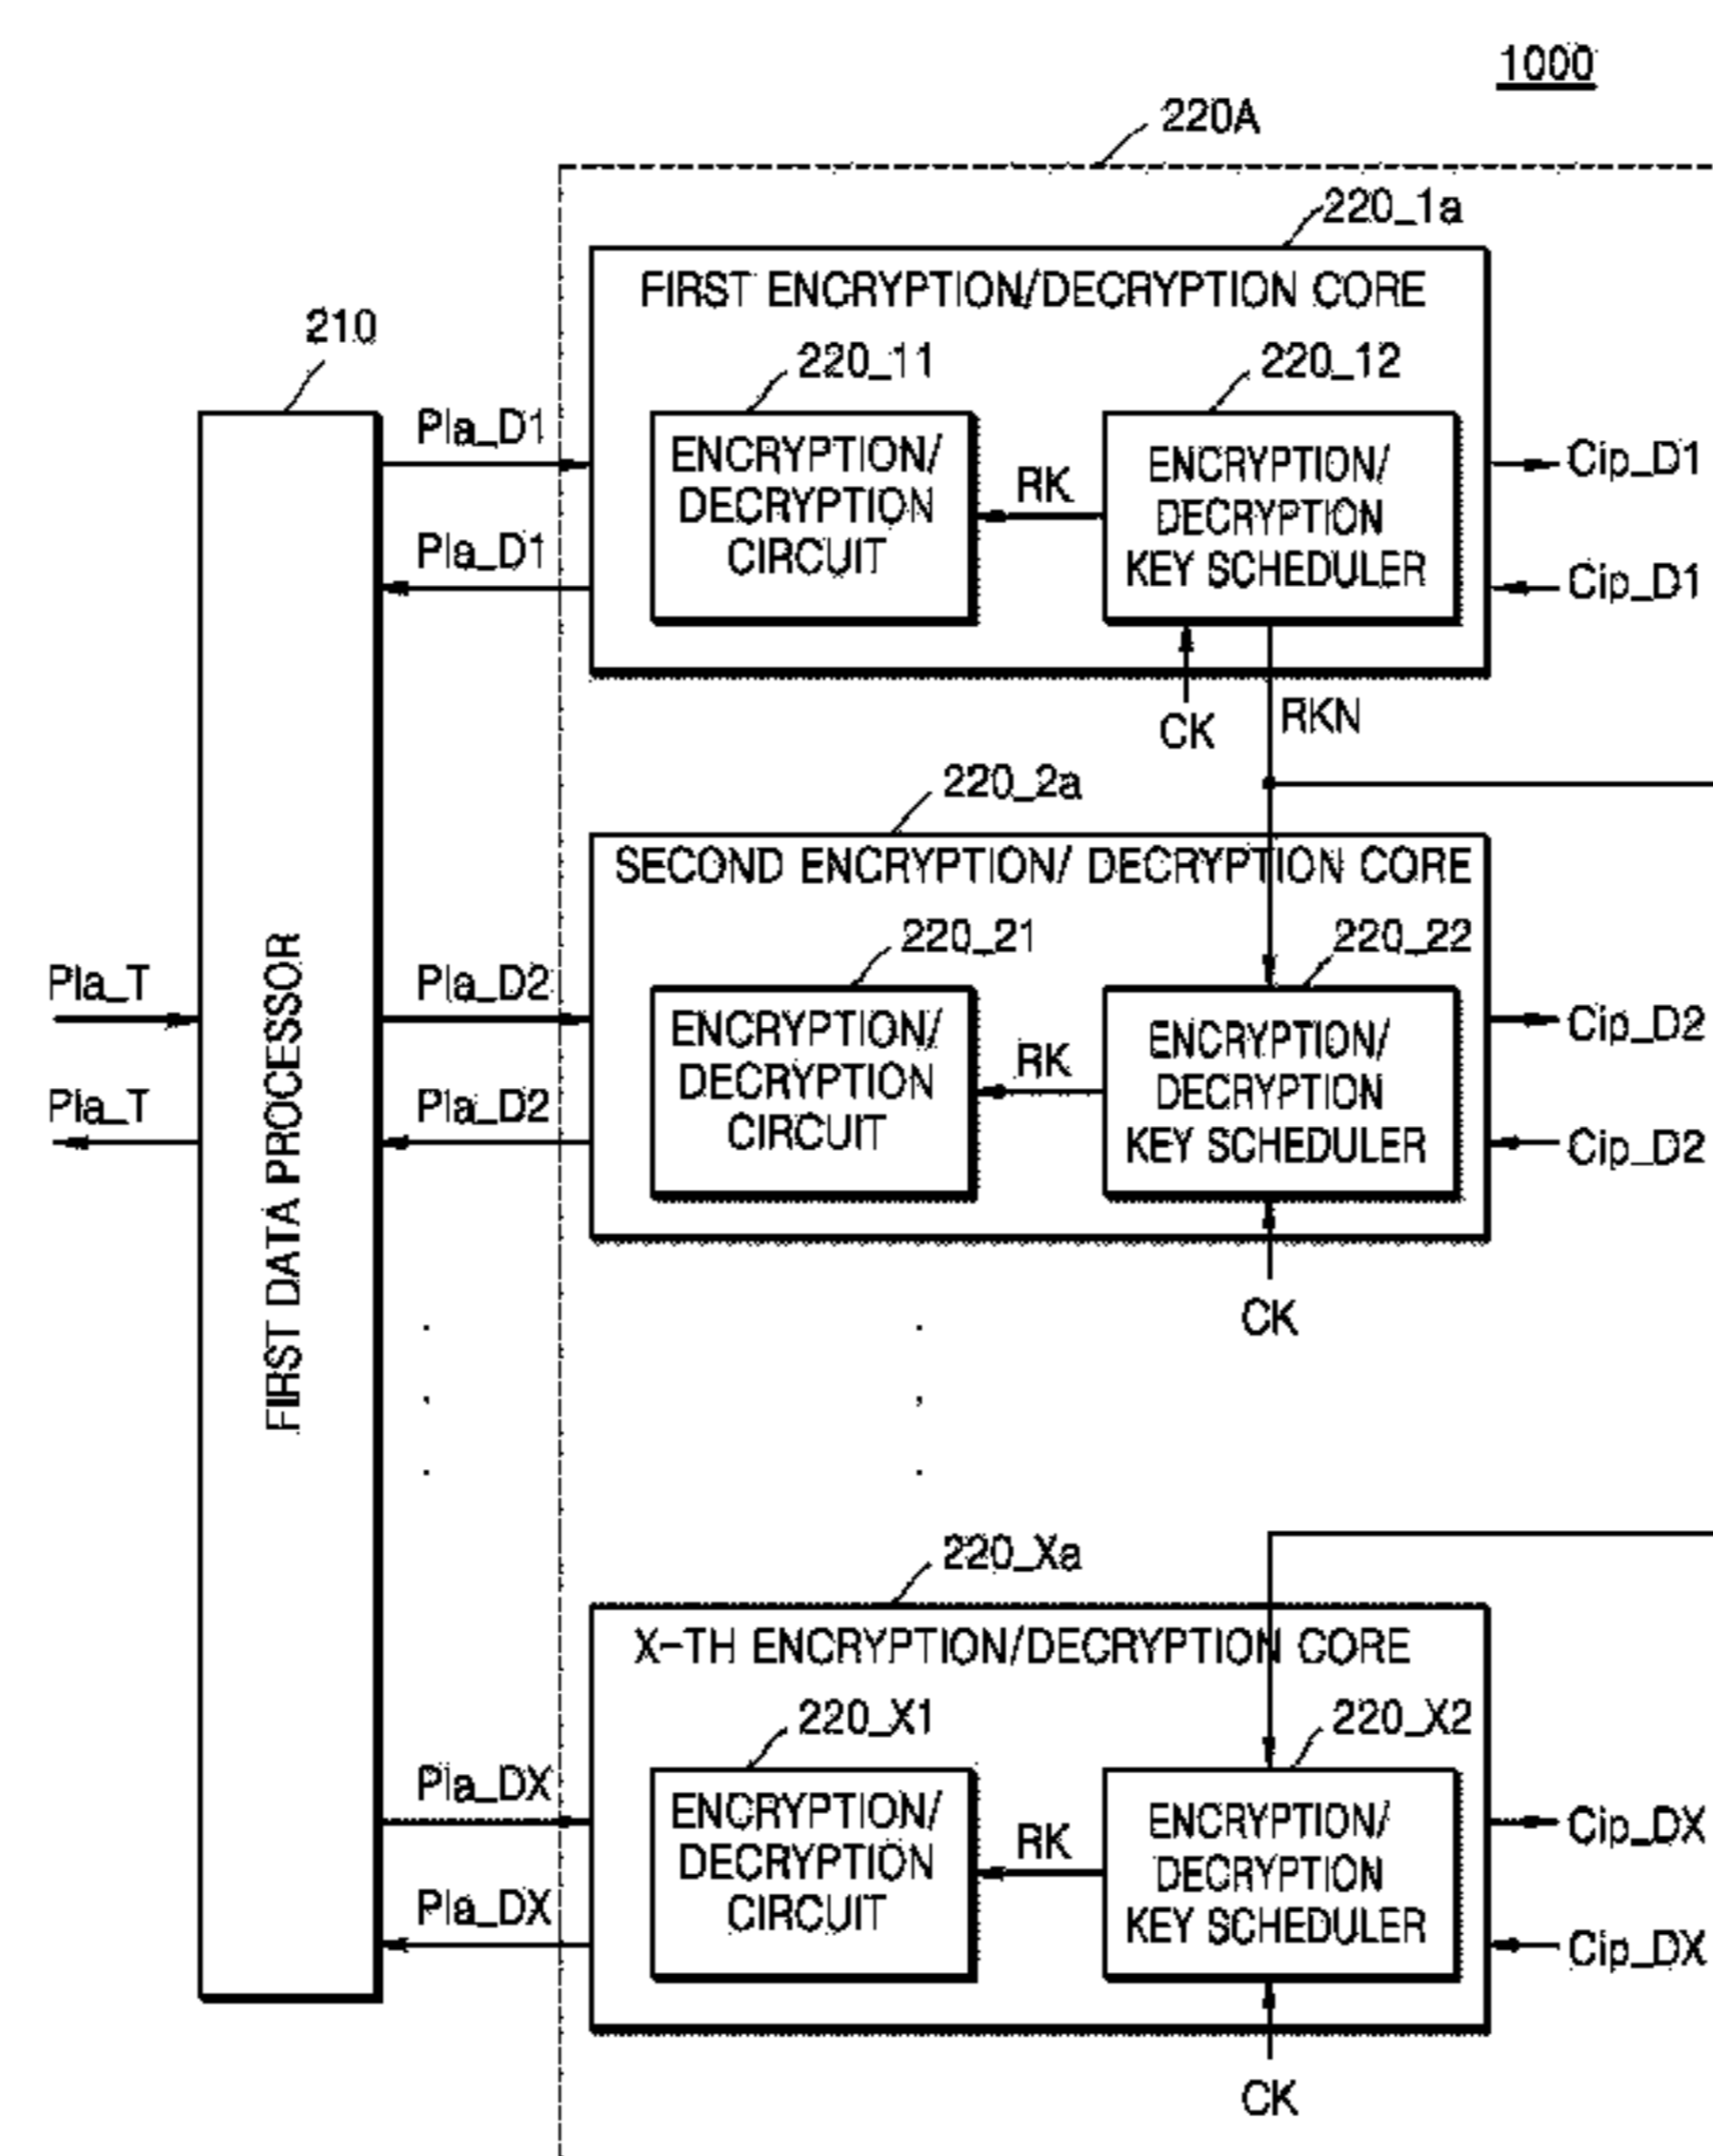 1000
220A
220_1a
FIRST ENCRYPTION/DECRYPTION CORE
210
220_11
220_12
Pla_D1
ENCRYPTION/
DECRYPTION
CIRCUIT
RK
ENCRYPTION/
DECRYPTION
KEY SCHEDULER
Cip_D1
Pla_D1
Cip_D1
CK
RKN
220_2a
SECOND ENCRYPTION/ DECRYPTION CORE
220_21
220_22
Pla_T
FIRST DATA PROCESSOR
Pla_D2
ENCRYPTION/
DECRYPTION
CIRCUIT
RK
ENCRYPTION/
DECRYPTION
KEY SCHEDULER
Cip_D2
Pla_T
Pla_D2
Cip_D2
CK
220_Xa
X-TH ENCRYPTION/DECRYPTION CORE
220_X1
220_X2
Pla_DX
ENCRYPTION/
DECRYPTION
CIRCUIT
RK
ENCRYPTION/
DECRYPTION
KEY SCHEDULER
Cip_DX
Pla_DX
Cip_DX
CK